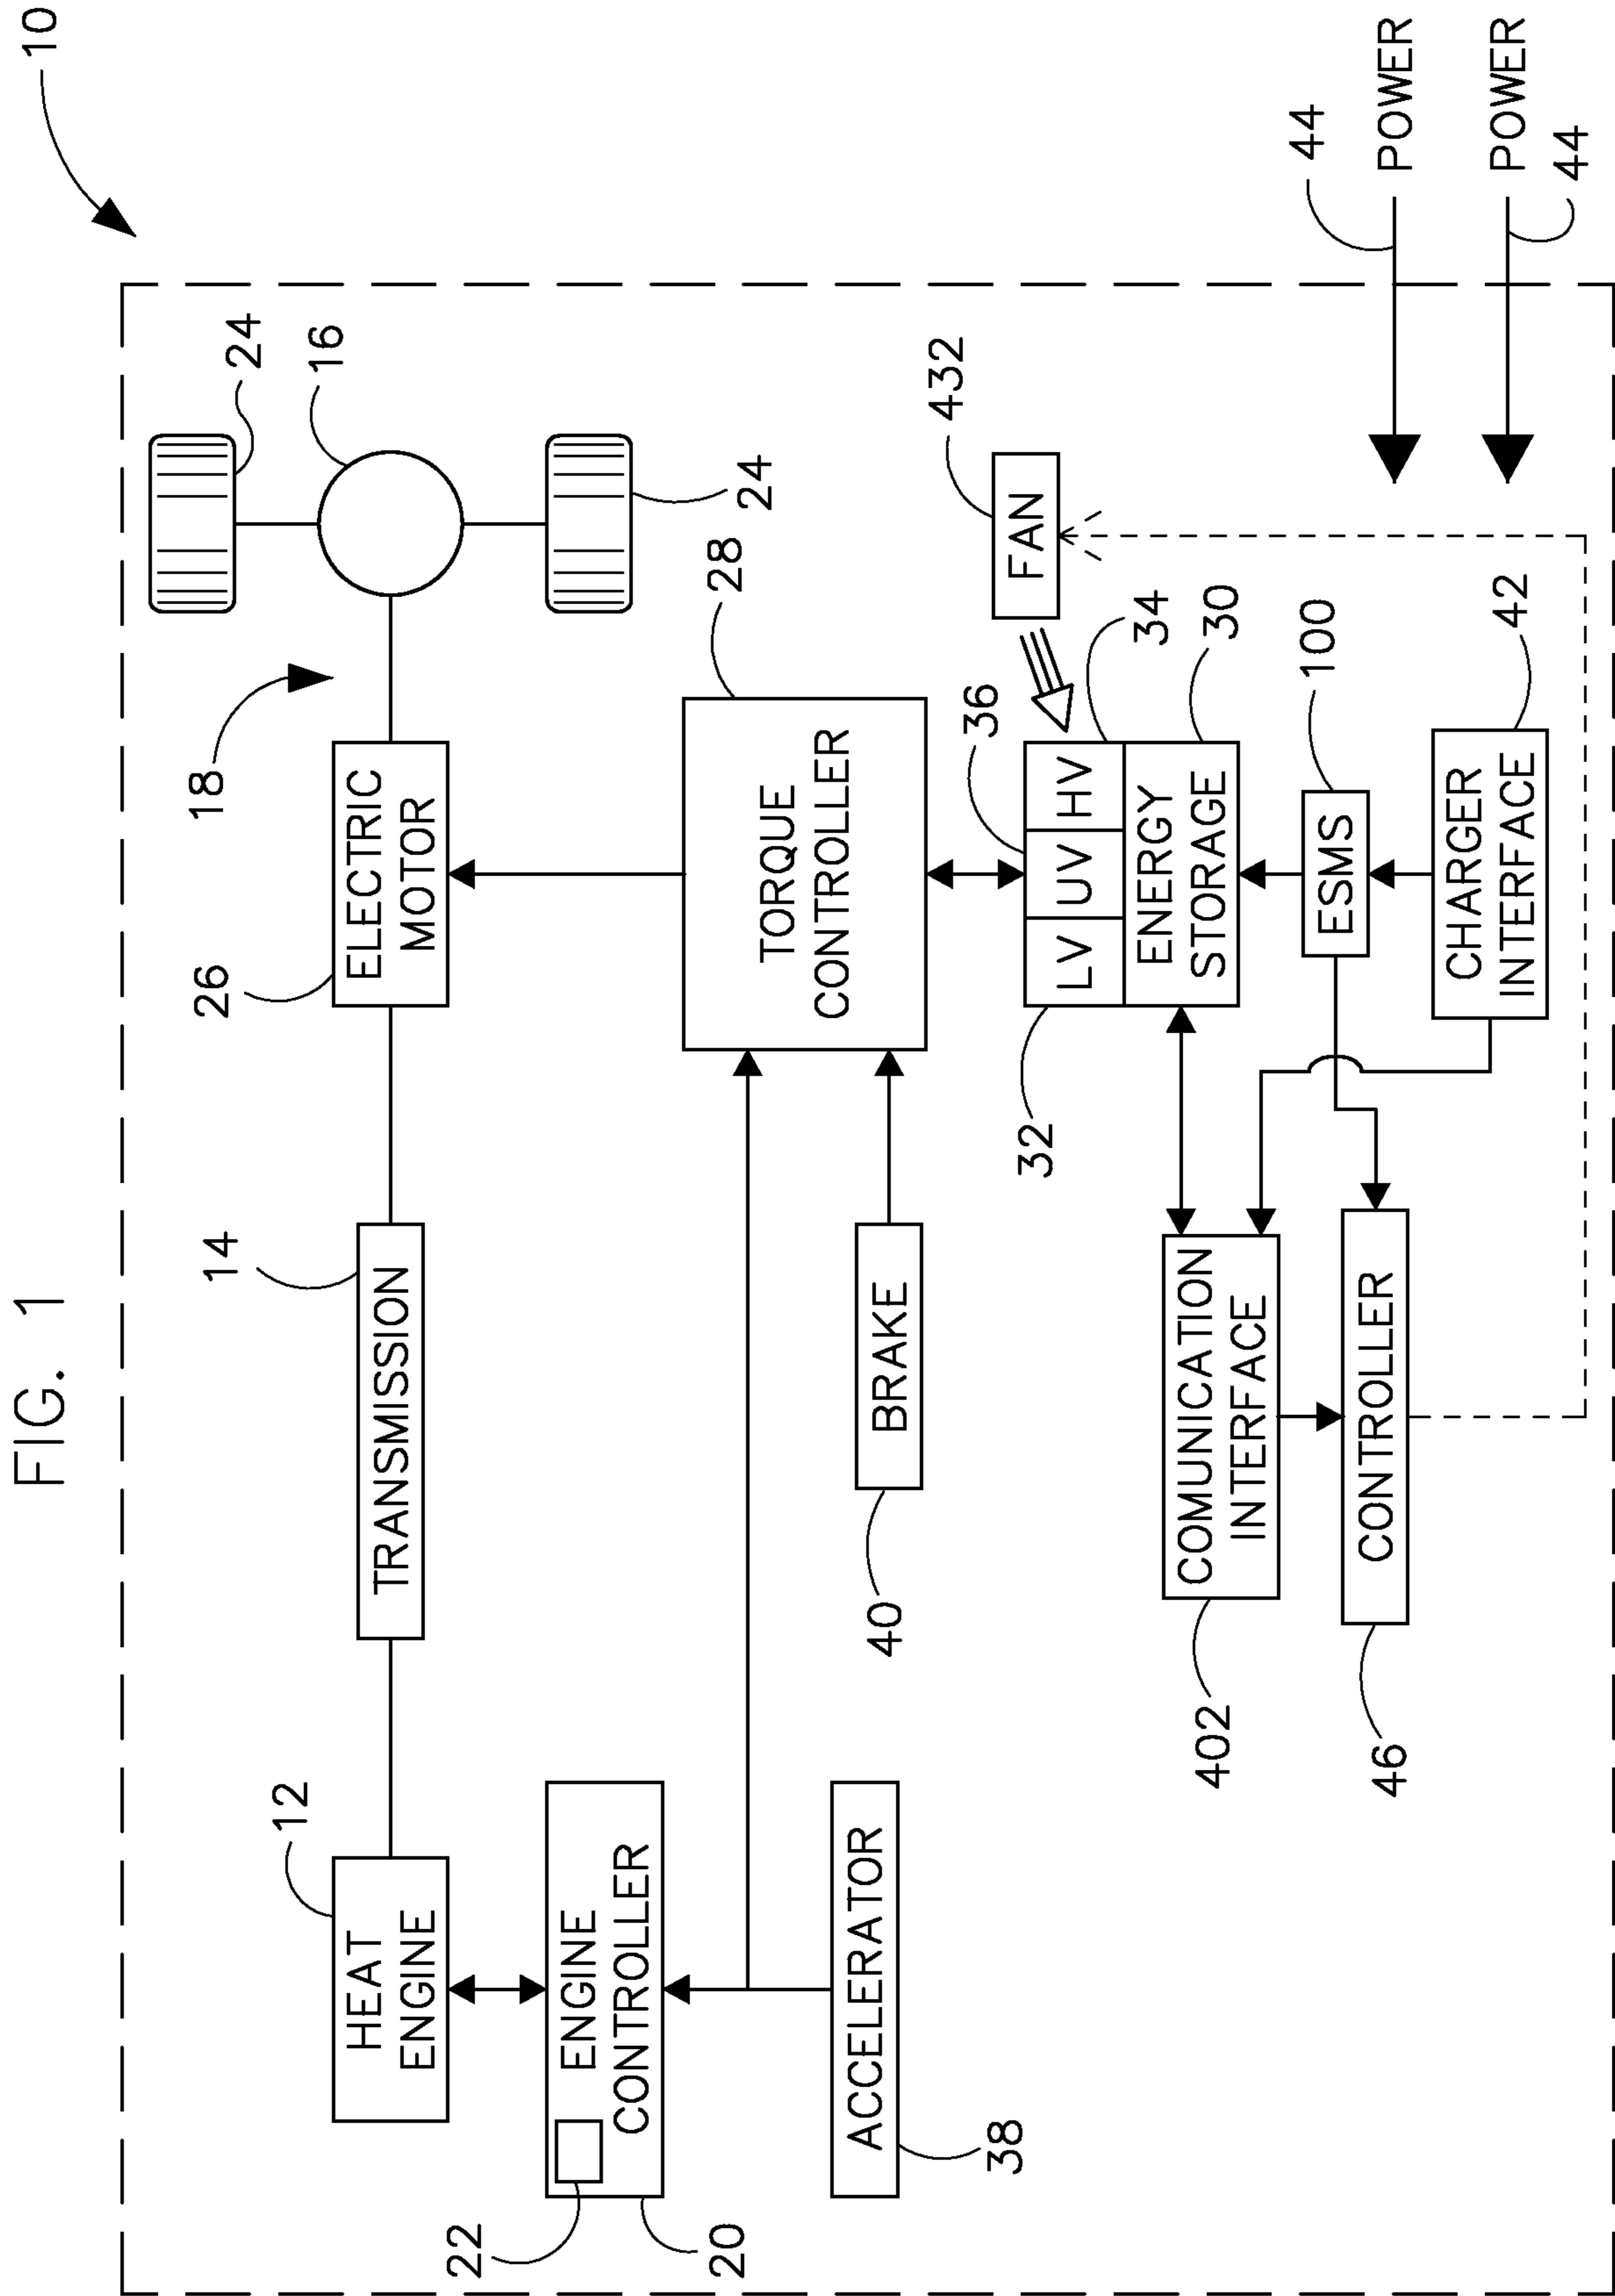 FIG. 1
10
12
14
26
18
24
16
24
HEAT
ENGINE
TRANSMISSION
ELECTRIC
MOTOR
22
20
ENGINE
CONTROLLER
28
TORQUE
CONTROLLER
38
ACCELERATOR
40
BRAKE
432
FAN
32
36
34
30
LV
UV
HV
ENERGY
STORAGE
402
COMUNICATION
INTERFACE
100
ESMS
46
CONTROLLER
42
CHARGER
INTERFACE
44
POWER
POWER
44